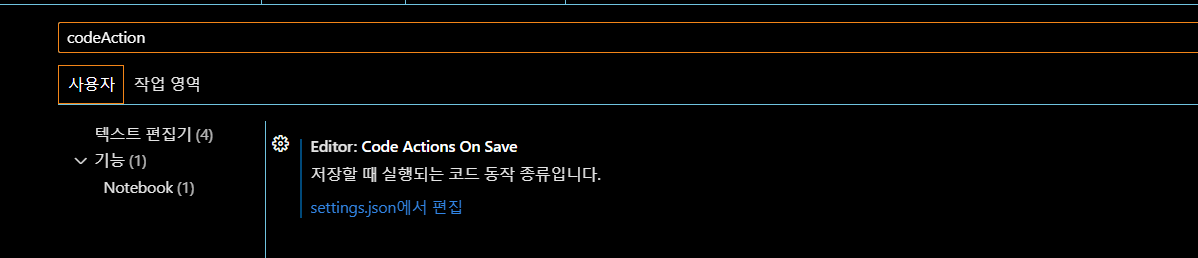 codeAction
사용자 작업 영역
텍스트 편집기 (4)
기능 (1)
Notebook (1)
Editor: Code Actions On Save
저장할 때 실행되는 코드 동작 종류입니다.
settings.json에서 편집